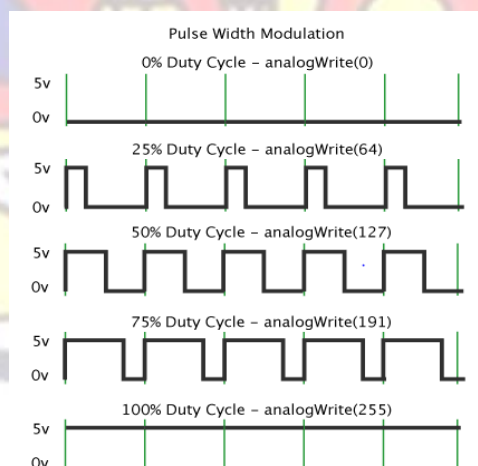 Pulse Width Modulation
0% Duty Cycle – analogWrite(0)
5v
0v
25% Duty Cycle – analogWrite(64)
5v
0v
50% Duty Cycle – analogWrite(127)
5v
0v
75% Duty Cycle – analogWrite(191)
5v
0v
100% Duty Cycle – analogWrite(255)
5v
0v